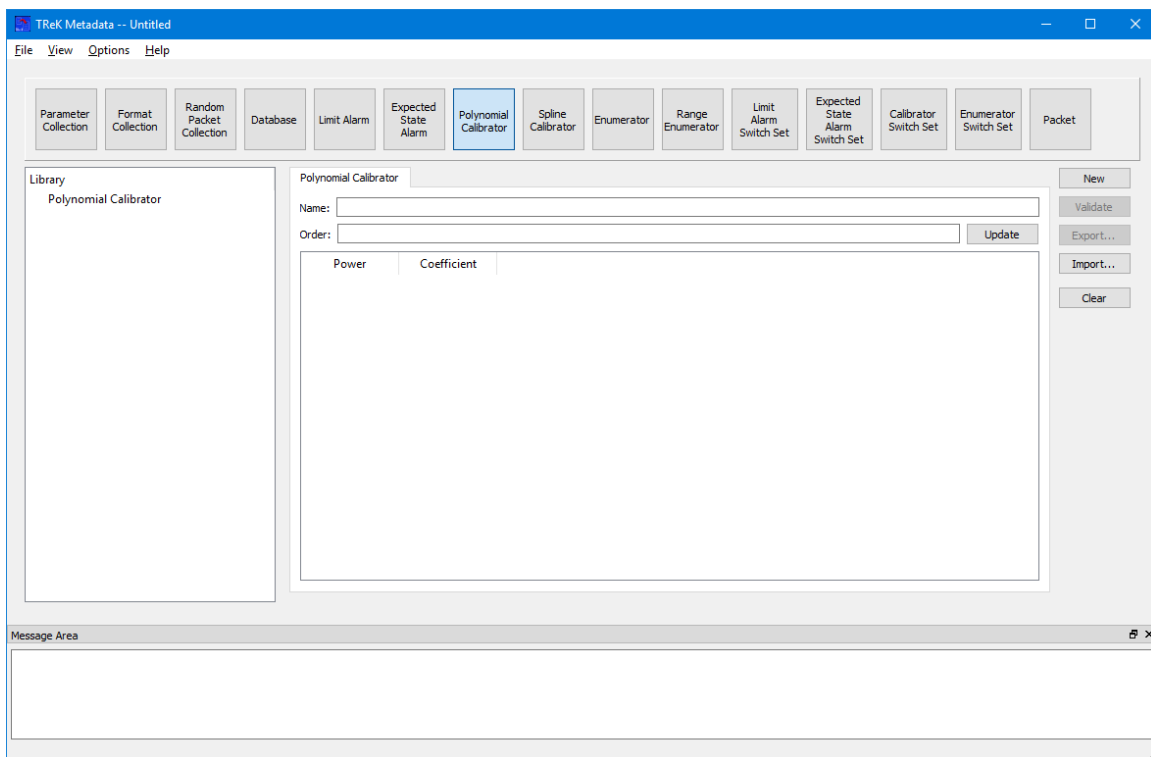 TReK Metadata -- Untitled
File View Options Help
Parameter
Collection
Format
Collection
Random
Packet
Collection
Database
Limit Alarm
Expected
State
Alarm
Polynomial
Calibrator
Spline
Calibrator
Enumerator
Range
Enumerator
Limit
Alarm
Switch Set
Expected
State
Alarm
Switch Set
Calibrator
Switch Set
Enumerator
Switch Set
Packet
Library
Polynomial Calibrator
Polynomial Calibrator
Name:
Order:
Update
Power Coefficient
New
Validate
Export...
Import...
Clear
Message Area